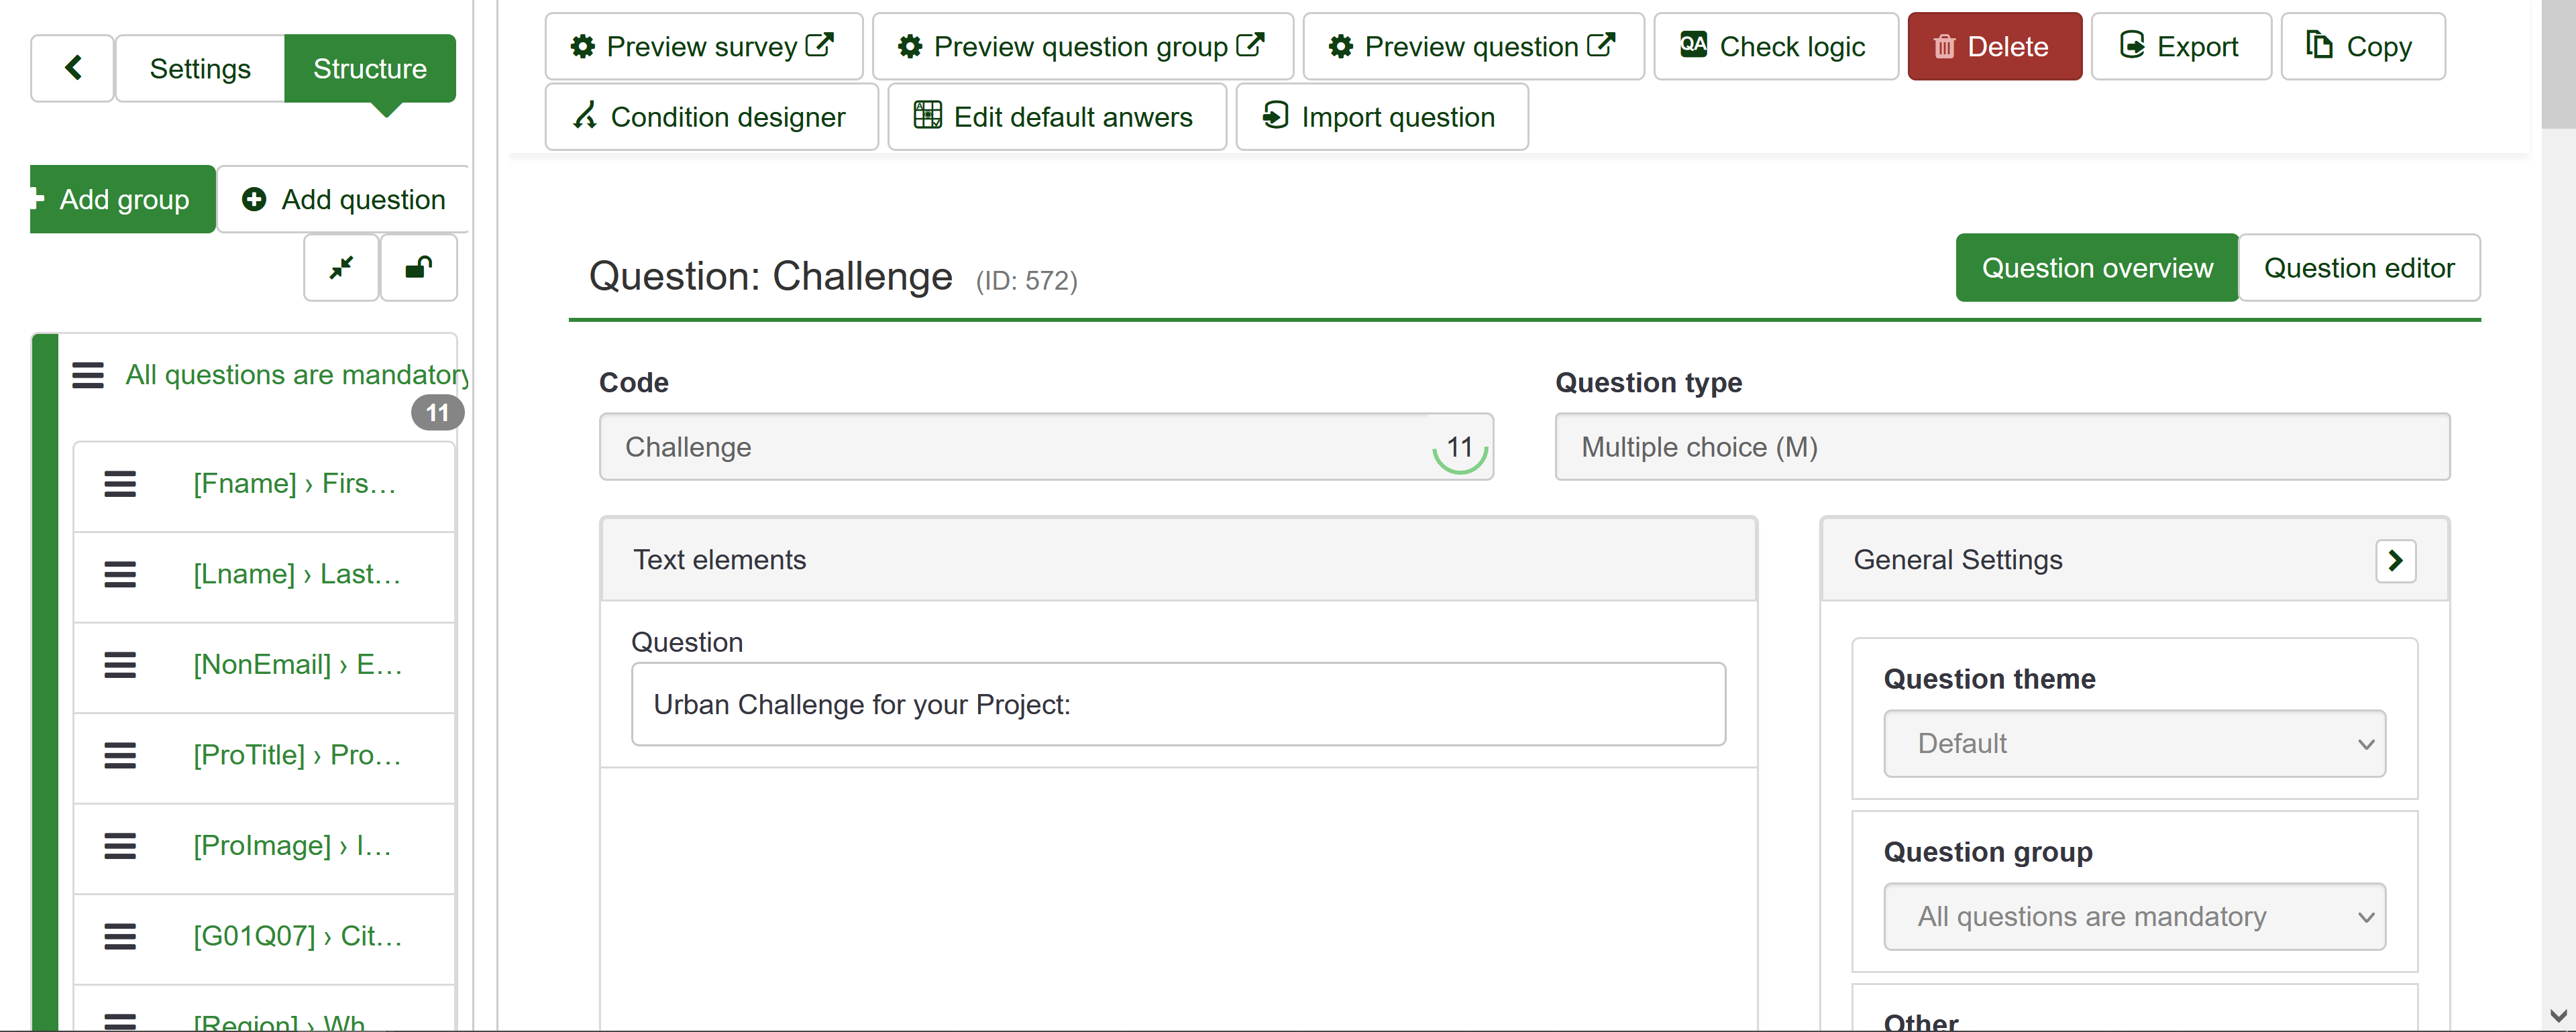 Settings
Structure
Add group
Add question
All questions are mandatory
11
[Fname] › Firs…
[Lname] › Last…
[NonEmail] › E…
[ProTitle] › Pro…
[ProImage] › I…
[G01Q07] › Cit…
[Region] › Wh
Preview survey
Preview question group
Preview question
QA Check logic
Delete
Export
Copy
Condition designer
Edit default anwers
Import question
Question: Challenge (ID: 572)
Question overview
Question editor
Code
Challenge
11
Question type
Multiple choice (M)
Text elements
Question
Urban Challenge for your Project:
General Settings
Question theme
Default
Question group
All questions are mandatory
Other